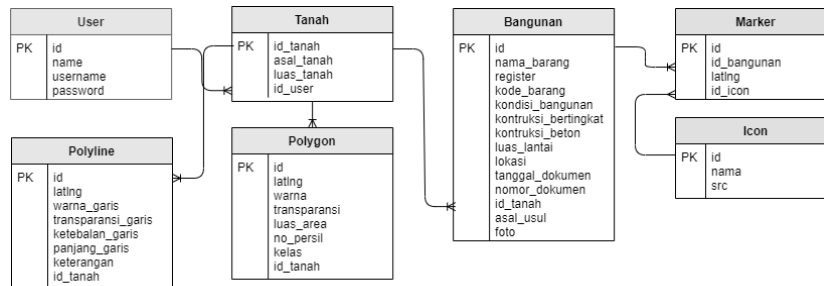 User
PK
id
name
username
password
Tanah
PK
id_tanah
asal_tanah
luas_tanah
id_user
Bangunan
PK
id
nama_barang
register
kode_barang
kondisi_bangunan
kontruksi_bertingkat
kontruksi_beton
luas_lantai
lokasi
tanggal_dokumen
nomor_dokumen
id_tanah
asal_usul
foto
Marker
PK
id
id_bangunan
latlng
id_icon
Icon
PK
id
nama
src
Polyline
PK
id
latlng
warna_garis
transparansi_garis
ketebalan_garis
panjang_garis
keterangan
id_tanah
Polygon
PK
id
latlng
warna
transparansi
luas_area
no_persil
kelas
id_tanah